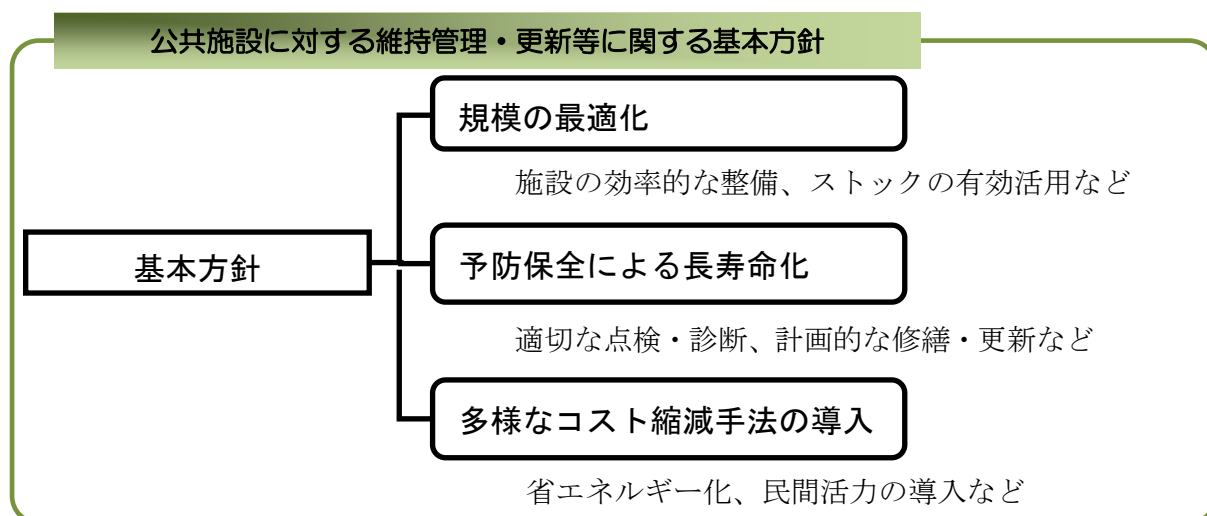 公共施設に対する維持管理・更新等に関する基本方針
規模の最適化
施設の効率的な整備、ストックの有効活用など
基本方針
予防保全による長寿命化
適切な点検・診断、計画的な修繕・更新など
多様なコスト縮減手法の導入
省エネルギー化、民間活力の導入など